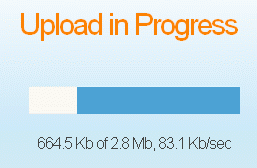 Upload in Progress
664.5 Kb of 2.8 Mb, 83.1 Kb/sec